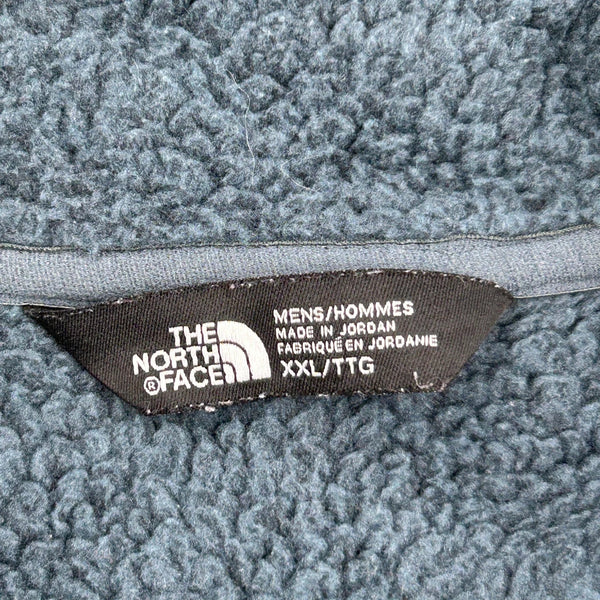 THE
NORTH
®FACE
MENS/HOMMES
MADE IN JORDAN
FABRIQUÉ EN JORDANIE
XXL/TTG